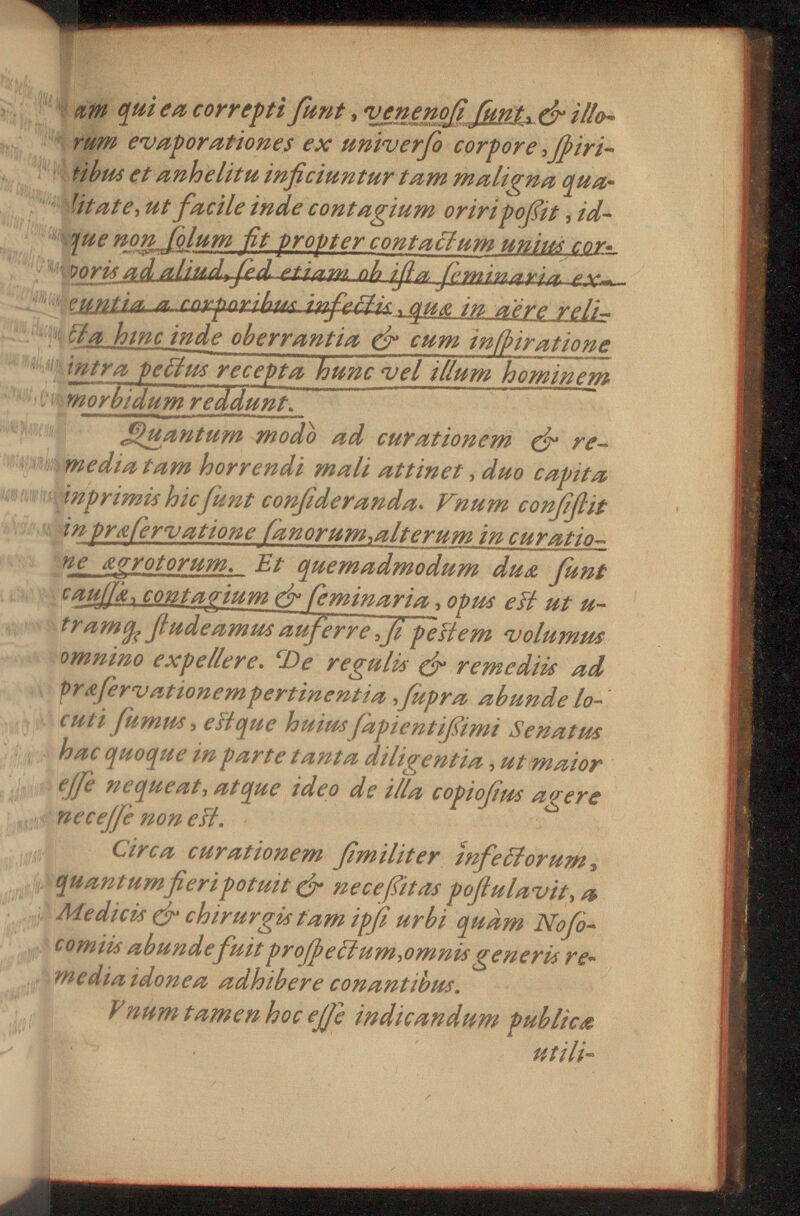 am qui ea correpti ſunt, venenoſi ſunt, & illo-
rum evaporationes ex univerſo corpore, ſpiri-
tibus et anhelitu inficiuntur tam maligna qua-
litate, ut facile inde contagium oriri poſſit, id-
que non ſolum fit propter contactum unius cor-
poris ad aliud, ſed etiam ob iſta ſeminaria ex-
euntia a corporibus infectis, quæ in aëre reli-
cta hinc inde oberrantia & cum inſpiratione
intra pectus recepta hunc vel illum hominem
morbidum reddunt.
Quantum modò ad curationem & re-
media tam horrendi mali attinet, duo capita
inprimis hic ſunt conſideranda. Vnum conſiſtit
in præſervatione ſanorum, alterum in curatio-
ne ægrotorum. Et quemadmodum duæ ſunt
cauſſæ, contagium & ſeminaria, opus eſt ut u-
tramq; ſtudeamus auferre, ſi peſtem volumus
omnino expellere. De regulis & remediis ad
præſervationem pertinentia, ſupra abunde lo-
cuti ſumus, eſtque huius ſapientiſſimi Senatus
hac quoque in parte tanta diligentia, ut maior
eſſe nequeat, atque ideo de illa copioſius agere
neceſſe non eſt.
Circa curationem ſimiliter infectorum,
quantum fieri potuit & neceſſitas poſtulavit, a
Medicis & chirurgis tam ipſi urbi quàm Noſo-
comiis abunde fuit proſpectum, omnis generis re-
media idonea adhibere conantibus.
Vnum tamen hoc eſſe indicandum publicæ
utili-